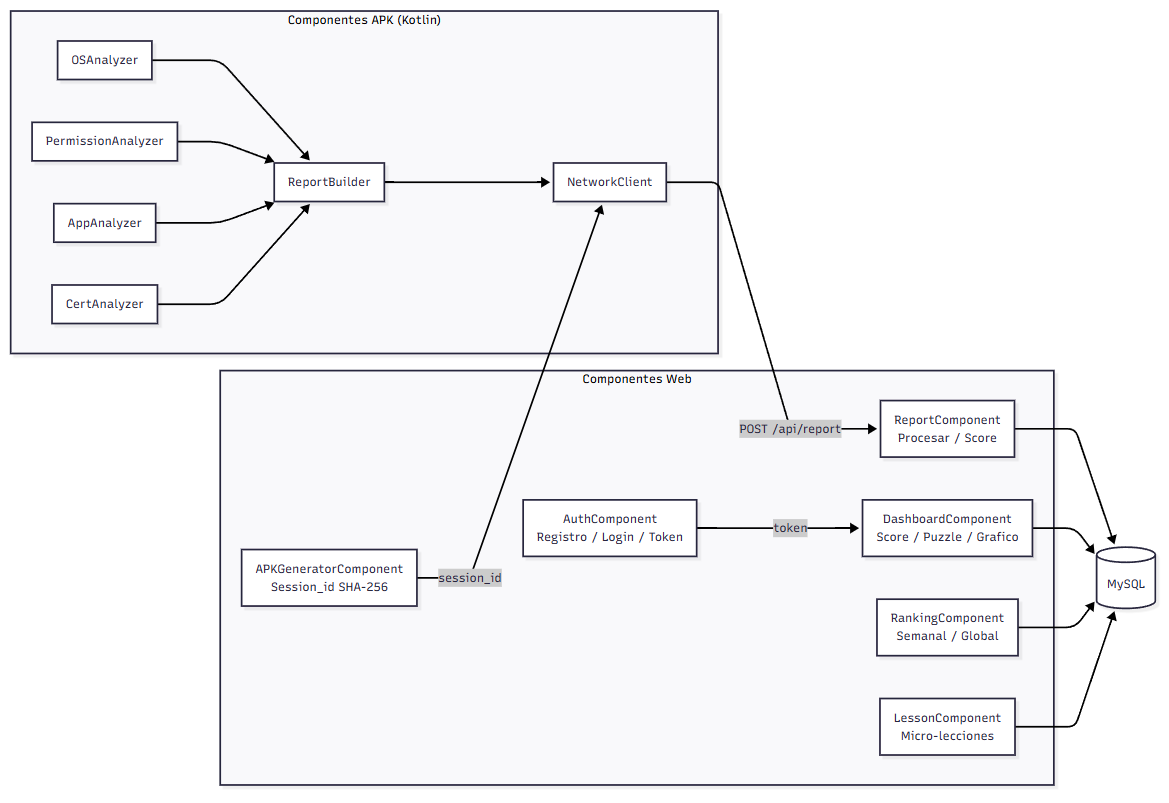 Componentes APK (Kotlin)
OSAnalyzer
PermissionAnalyzer
AppAnalyzer
CertAnalyzer
ReportBuilder
NetworkClient
Componentes Web
POST /api/report
ReportComponent
Procesar / Score
AuthComponent
Registro / Login / Token
token
DashboardComponent
Score / Puzzle / Grafico
APKGeneratorComponent
Session_id SHA-256
session_id
MySQL
RankingComponent
Semanal / Global
LessonComponent
Micro-lecciones